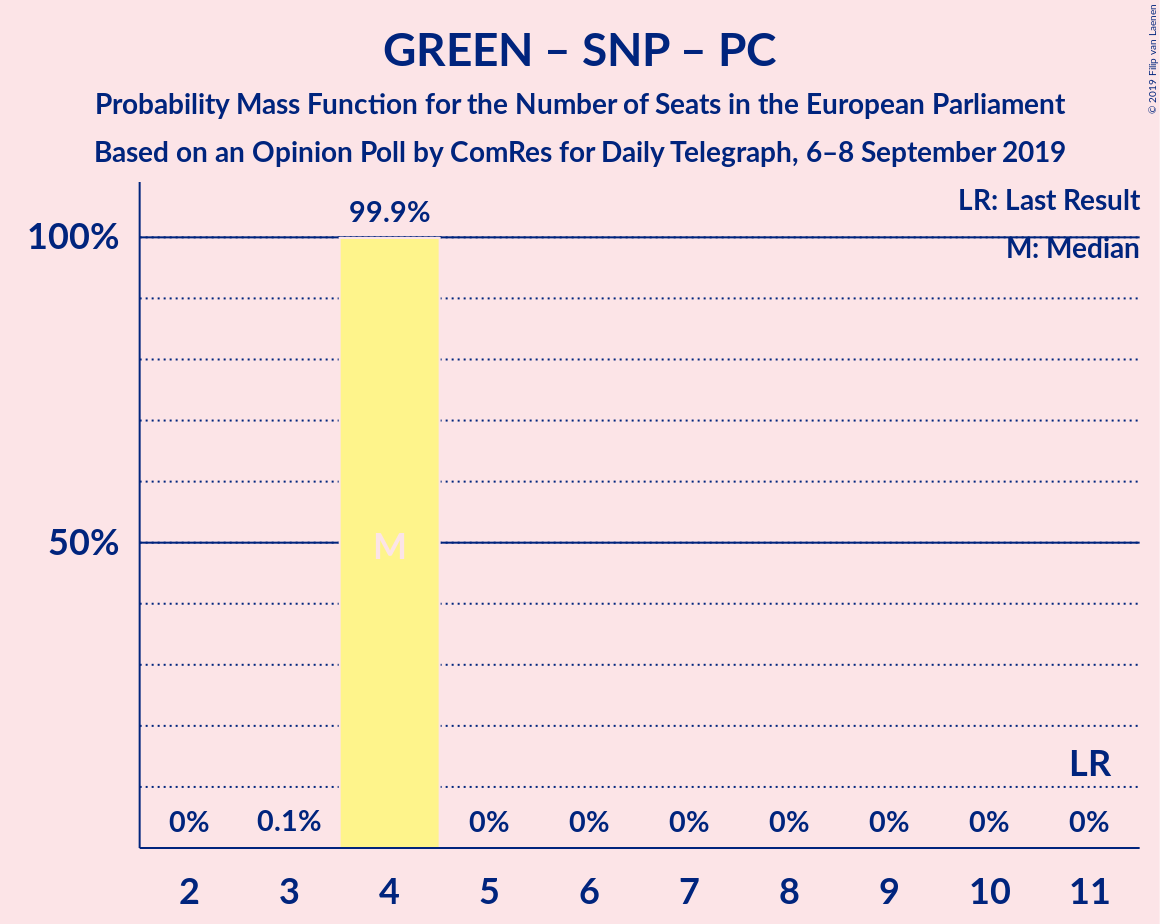 GREEN – SNP – PC
Probability Mass Function for the Number of Seats in the European Parliament
Based on an Opinion Poll by ComRes for Daily Telegraph, 6–8 September 2019
© 2019 Filip van Laenen
LR: Last Result
M: Median
99.9%
100%
50%
M
LR
0% 0.1% 0% 0% 0% 0% 0% 0% 0%
2 3 4 5 6 7 8 9 10 11